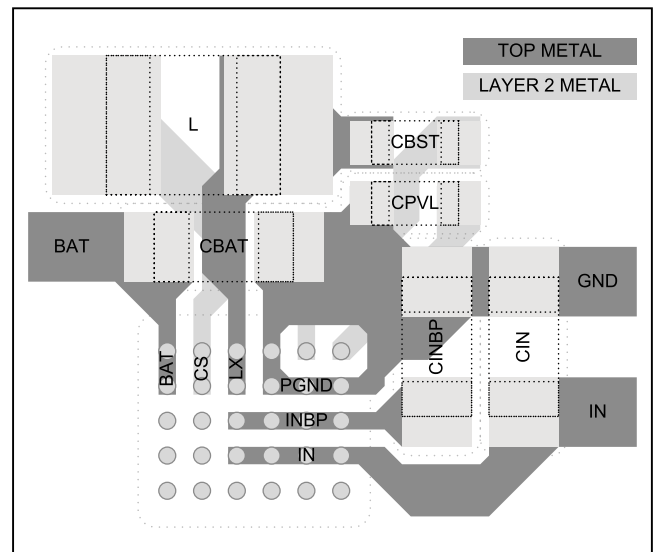 TOP METAL
LAYER 2 METAL
L
CBST
CPVL
BAT
CBAT
GND
CINBP
CIN
BAT
CS
LX
PGND
INBP
IN
IN